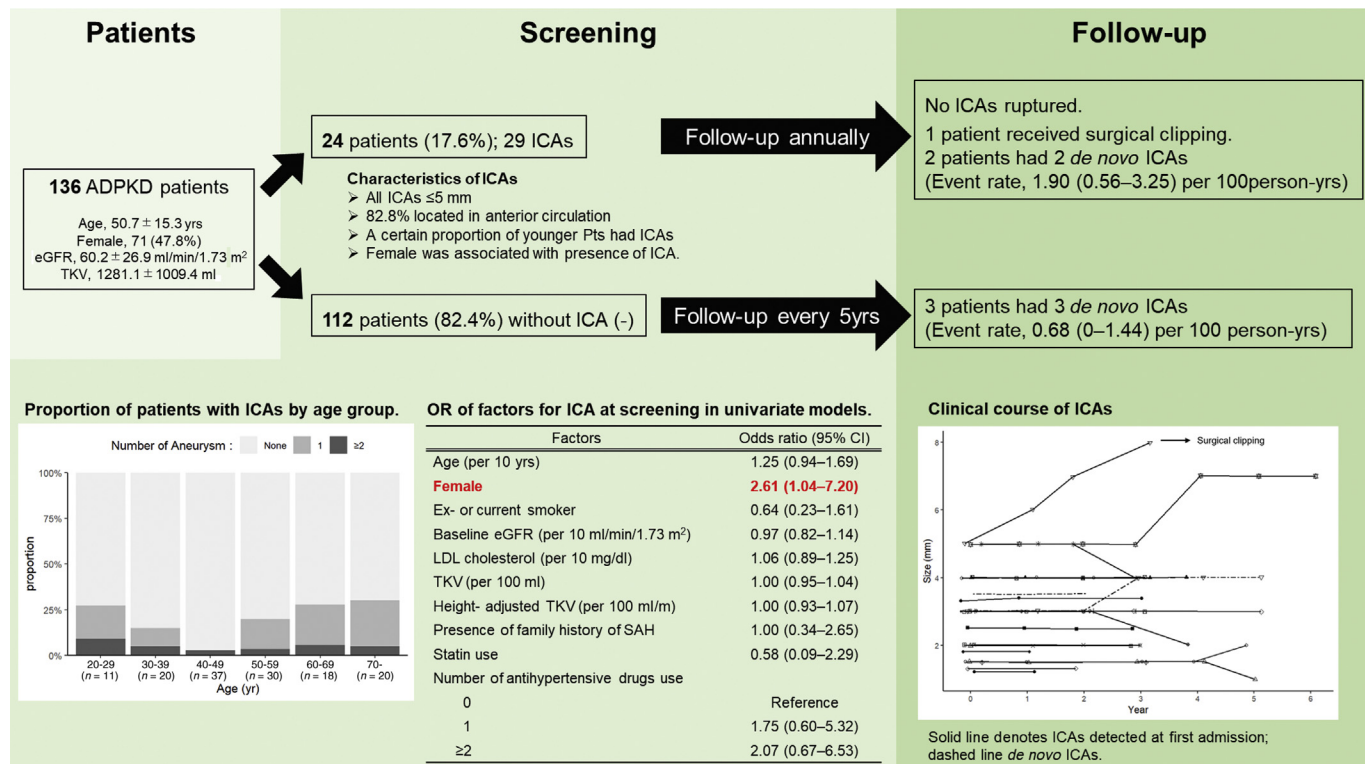 Patients
Screening
Follow-up
136 ADPKD patients
Age, 50.7 ± 15.3 yrs
Female, 71 (47.8%)
eGFR, 60.2 ± 26.9 ml/min/1.73 m²
TKV, 1281.1 ± 1009.4 ml
24 patients (17.6%); 29 ICAs
Characteristics of ICAs
➢ All ICAs ≤5 mm
➢ 82.8% located in anterior circulation
➢ A certain proportion of younger Pts had ICAs
➢ Female was associated with presence of ICA.
112 patients (82.4%) without ICA (-)
Follow-up annually
Follow-up every 5yrs
No ICAs ruptured.
1 patient received surgical clipping.
2 patients had 2 de novo ICAs
(Event rate, 1.90 (0.56–3.25) per 100person-yrs)
3 patients had 3 de novo ICAs
(Event rate, 0.68 (0–1.44) per 100 person-yrs)
Proportion of patients with ICAs by age group.
Number of Aneurysm : None 1 ≥2
proportion
100%
75%
50%
25%
0%
20-29 30-39 40-49 50-59 60-69 70-
(n = 11) (n = 20) (n = 37) (n = 30) (n = 18) (n = 20)
Age (yr)
OR of factors for ICA at screening in univariate models.
Factors Odds ratio (95% CI)
Age (per 10 yrs) 1.25 (0.94–1.69)
Female 2.61 (1.04–7.20)
Ex- or current smoker 0.64 (0.23–1.61)
Baseline eGFR (per 10 ml/min/1.73 m²) 0.97 (0.82–1.14)
LDL cholesterol (per 10 mg/dl) 1.06 (0.89–1.25)
TKV (per 100 ml) 1.00 (0.95–1.04)
Height- adjusted TKV (per 100 ml/m) 1.00 (0.93–1.07)
Presence of family history of SAH 1.00 (0.34–2.65)
Statin use 0.58 (0.09–2.29)
Number of antihypertensive drugs use
0 Reference
1 1.75 (0.60–5.32)
≥2 2.07 (0.67–6.53)
Clinical course of ICAs
Surgical clipping
Size (mm)
8
6
4
2
0 1 2 3 4 5 6
Year
Solid line denotes ICAs detected at first admission;
dashed line de novo ICAs.